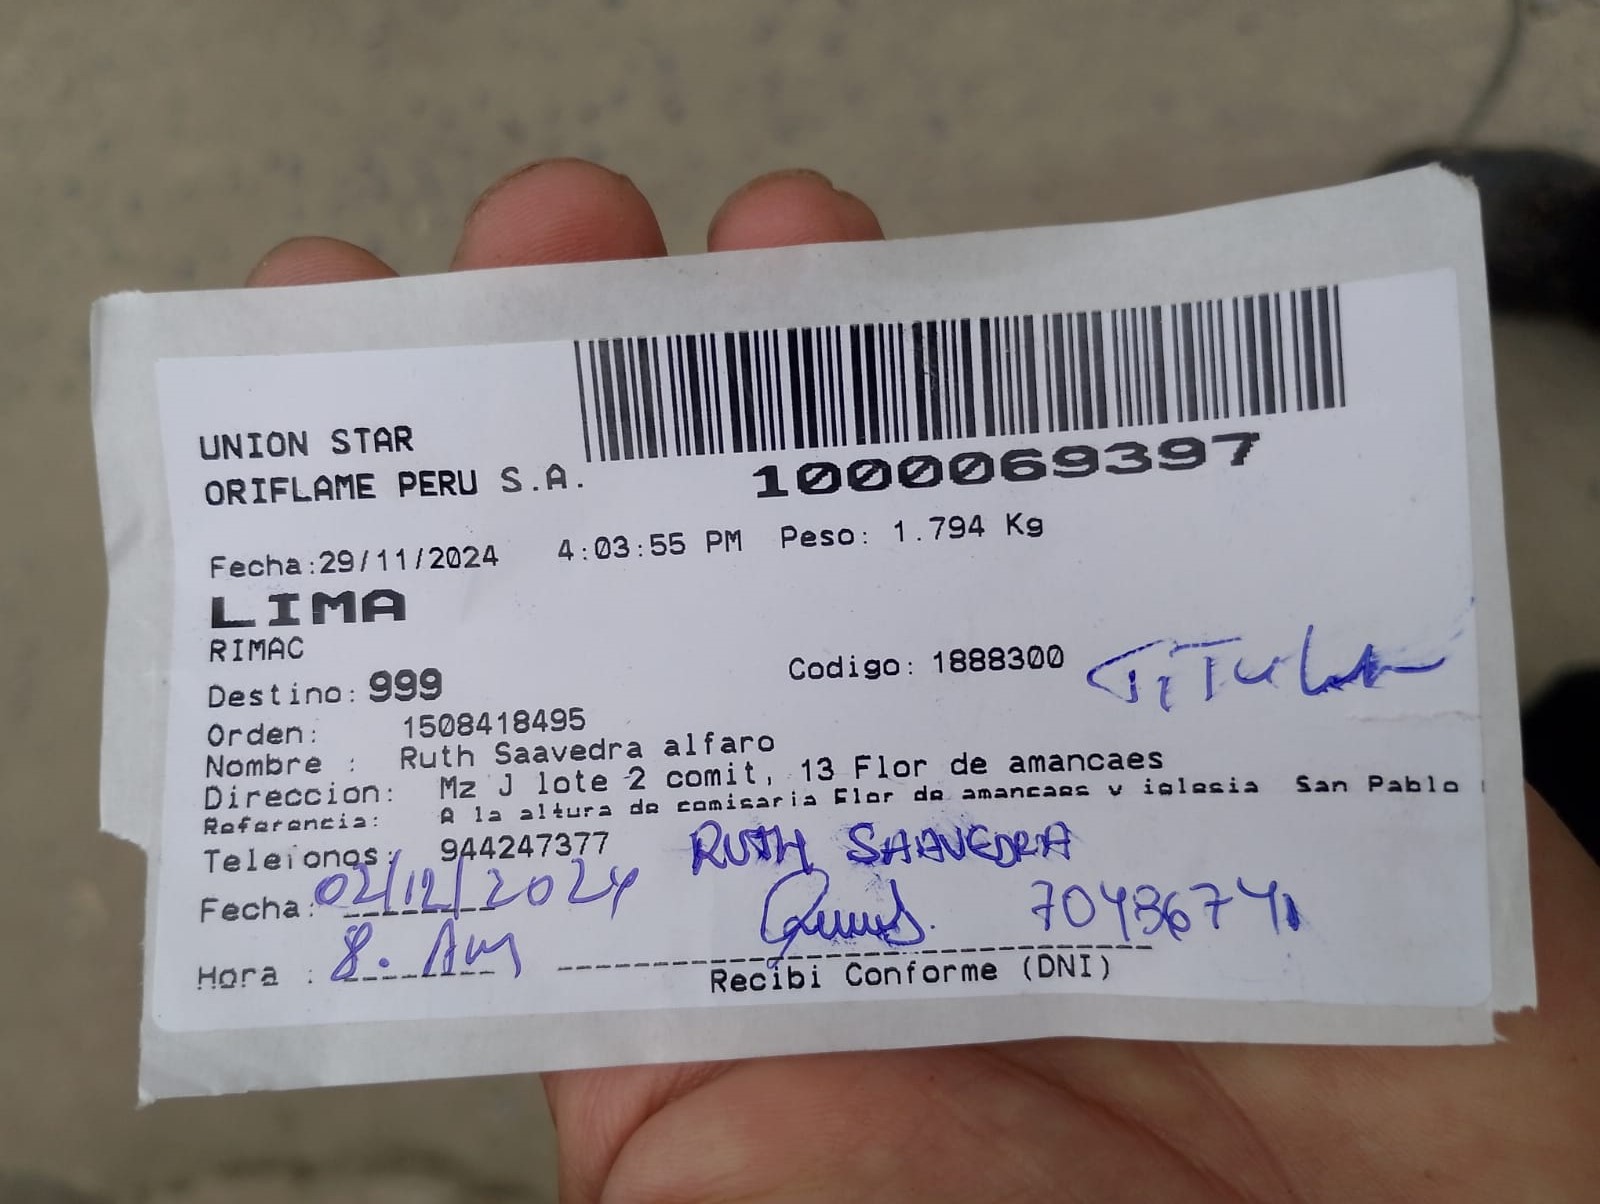 UNION STAR
ORIFLAME PERU S.A.
1000069397
Fecha:29/11/2024 4:03:55 PM Peso: 1.794 Kg
LIMA
RIMAC
Destino: 999 Codigo: 1888300 Titular
Orden: 1508418495
Nombre : Ruth Saavedra alfaro
Direccion: Mz J lote 2 comit, 13 Flor de amancaes
Referencia: A la altura de comisaria Flor de amancaes y iglesia San Pablo
Telefonos: 944247377 RUTH SAAVEDRA
Fecha: 02/12/2024 70436741
Hora : 8. Am
Recibi Conforme (DNI)